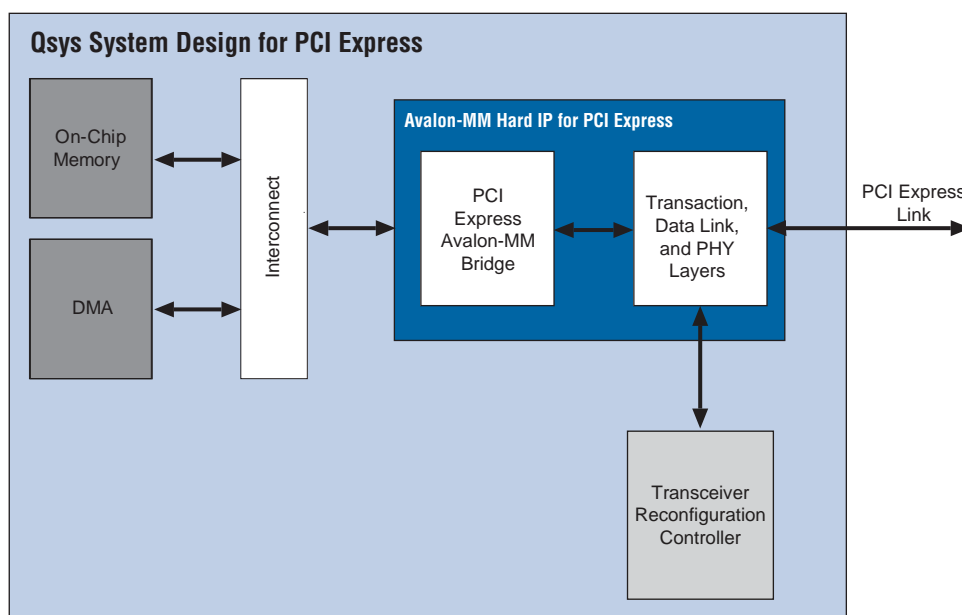 Qsys System Design for PCI Express
On-Chip
Memory
DMA
Interconnect
Avalon-MM Hard IP for PCI Express
PCI
Express
Avalon-MM
Bridge
Transaction,
Data Link,
and PHY
Layers
PCI Express
Link
Transceiver
Reconfiguration
Controller